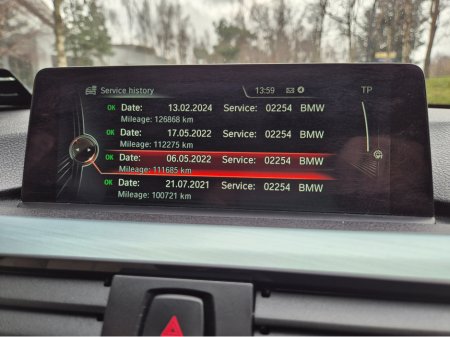 Service history 13:59 TP
OK Date: 13.02.2024 Service: 02254 BMW
Mileage: 126868 km
OK Date: 17.05.2022 Service: 02254 BMW
Mileage: 112275 km
OK Date: 06.05.2022 Service: 02254 BMW
Mileage: 111685 km
OK Date: 21.07.2021 Service: 02254 BMW
Mileage: 100721 km